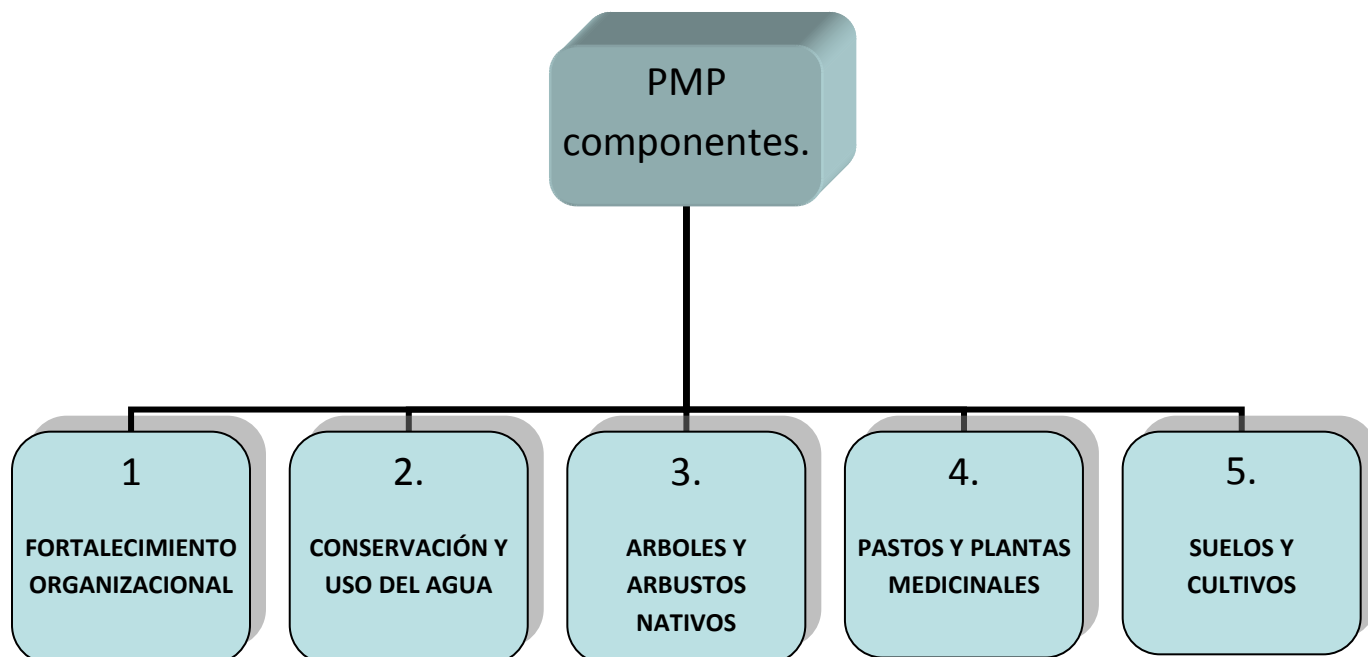 PMP
componentes.
1
FORTALECIMIENTO
ORGANIZACIONAL
2.
CONSERVACIÓN Y
USO DEL AGUA
3.
ARBOLES Y
ARBUSTOS
NATIVOS
4.
PASTOS Y PLANTAS
MEDICINALES
5.
SUELOS Y
CULTIVOS